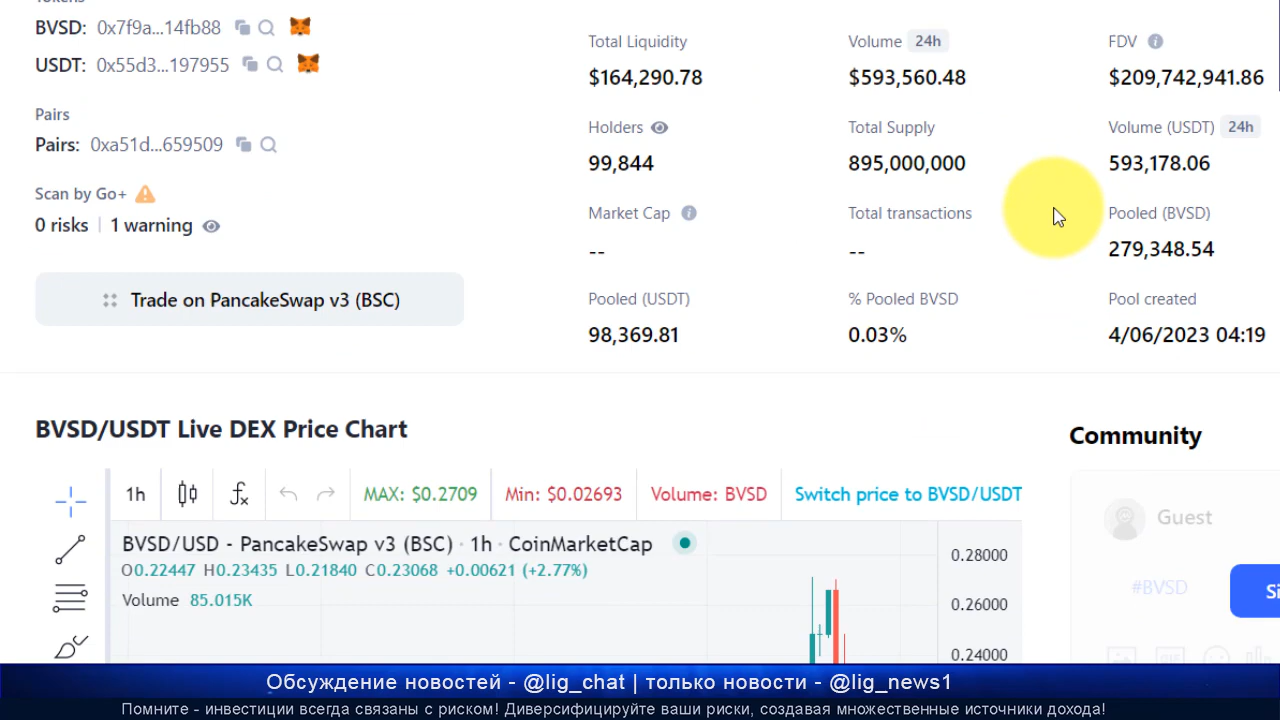 BVSD: 0x7f9a...14fb88
USDT: 0x55d3...197955
Pairs
Pairs: 0xa51d...659509
Scan by Go+
0 risks | 1 warning
Trade on PancakeSwap v3 (BSC)
Total Liquidity
$164,290.78
Volume 24h
$593,560.48
FDV
$209,742,941.86
Holders
99,844
Total Supply
895,000,000
Volume (USDT) 24h
593,178.06
Market Cap
--
Total transactions
--
Pooled (BVSD)
279,348.54
Pooled (USDT)
98,369.81
% Pooled BVSD
0.03%
Pool created
4/06/2023 04:19
BVSD/USDT Live DEX Price Chart
1h MAX: $0.2709 Min: $0.02693 Volume: BVSD Switch price to BVSD/USDT
BVSD/USD - PancakeSwap v3 (BSC) · 1h · CoinMarketCap
O0.22447 H0.23435 L0.21840 C0.23068 +0.00621 (+2.77%)
Volume 85.015K
0.28000
0.26000
0.24000
Community
Guest
#BVSD
Обсуждение новостей - @lig_chat | только новости - @lig_news1
Помните - инвестиции всегда связаны с риском! Диверсифицируйте ваши риски, создавая множественные источники дохода!